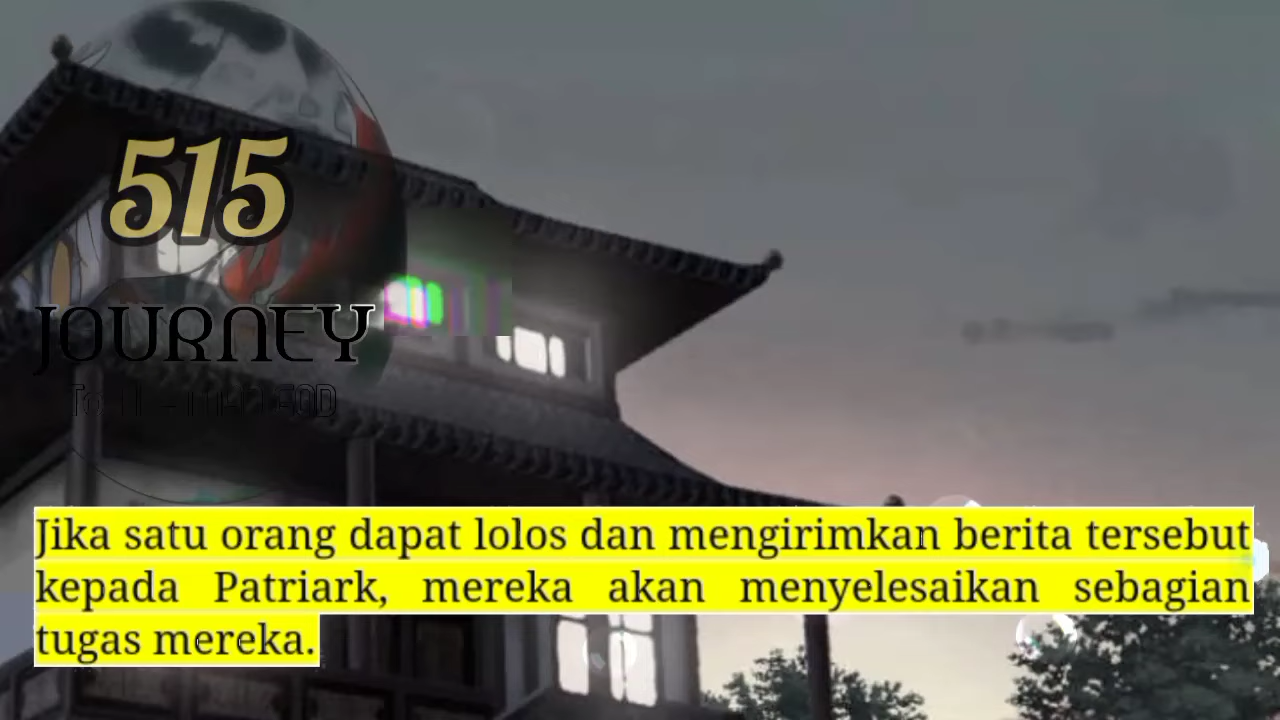 515
JOURNEY
Jika satu orang dapat lolos dan mengirimkan berita tersebut
kepada Patriark, mereka akan menyelesaikan sebagian
tugas mereka.